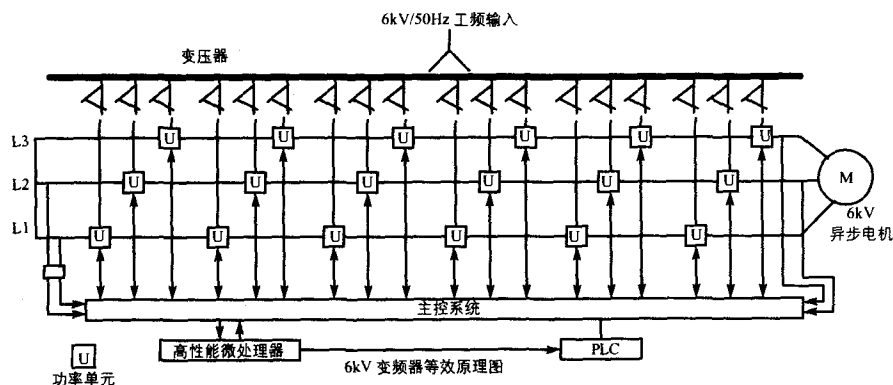 6kV/50Hz 工频输入
变压器
L3 U U U U U U
L2 U U U U U U M
L1 U U U U U U
6kV
异步电机
主控系统
高性能微处理器
PLC
6kV 变频器等效原理图
U
功率单元